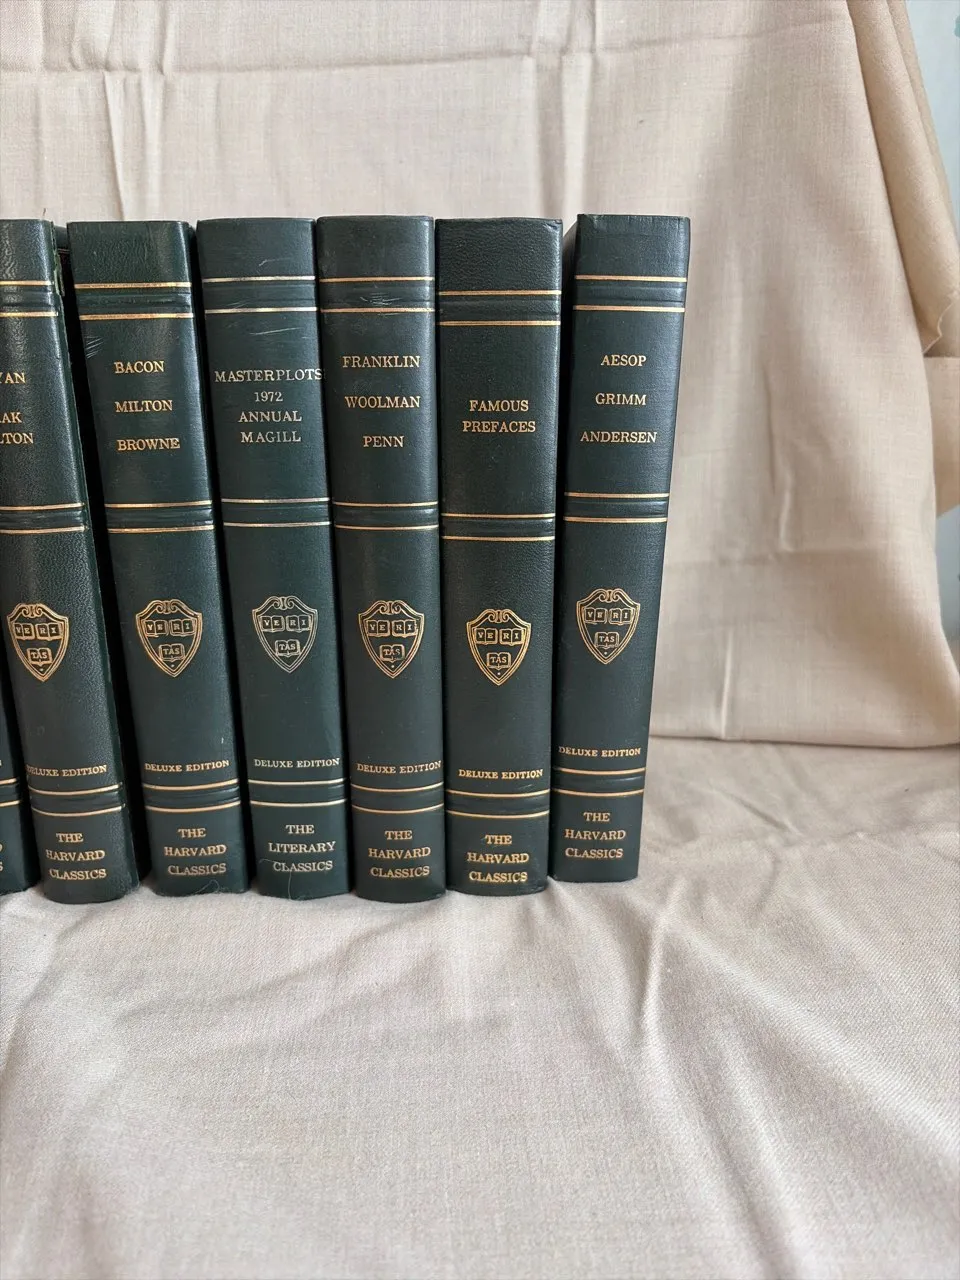 BACON
MILTON
BROWNE
VE RI
TAS
DELUXE EDITION
THE
HARVARD
CLASSICS
MASTERPLOTS
1972
ANNUAL
MAGILL
VE RI
TAS
DELUXE EDITION
THE
LITERARY
CLASSICS
FRANKLIN
WOOLMAN
PENN
VE RI
TAS
DELUXE EDITION
THE
HARVARD
CLASSICS
FAMOUS
PREFACES
VE RI
TAS
DELUXE EDITION
THE
HARVARD
CLASSICS
AESOP
GRIMM
ANDERSEN
VE RI
TAS
DELUXE EDITION
THE
HARVARD
CLASSICS
VE RI
TAS
DELUXE EDITION
THE
HARVARD
CLASSICS